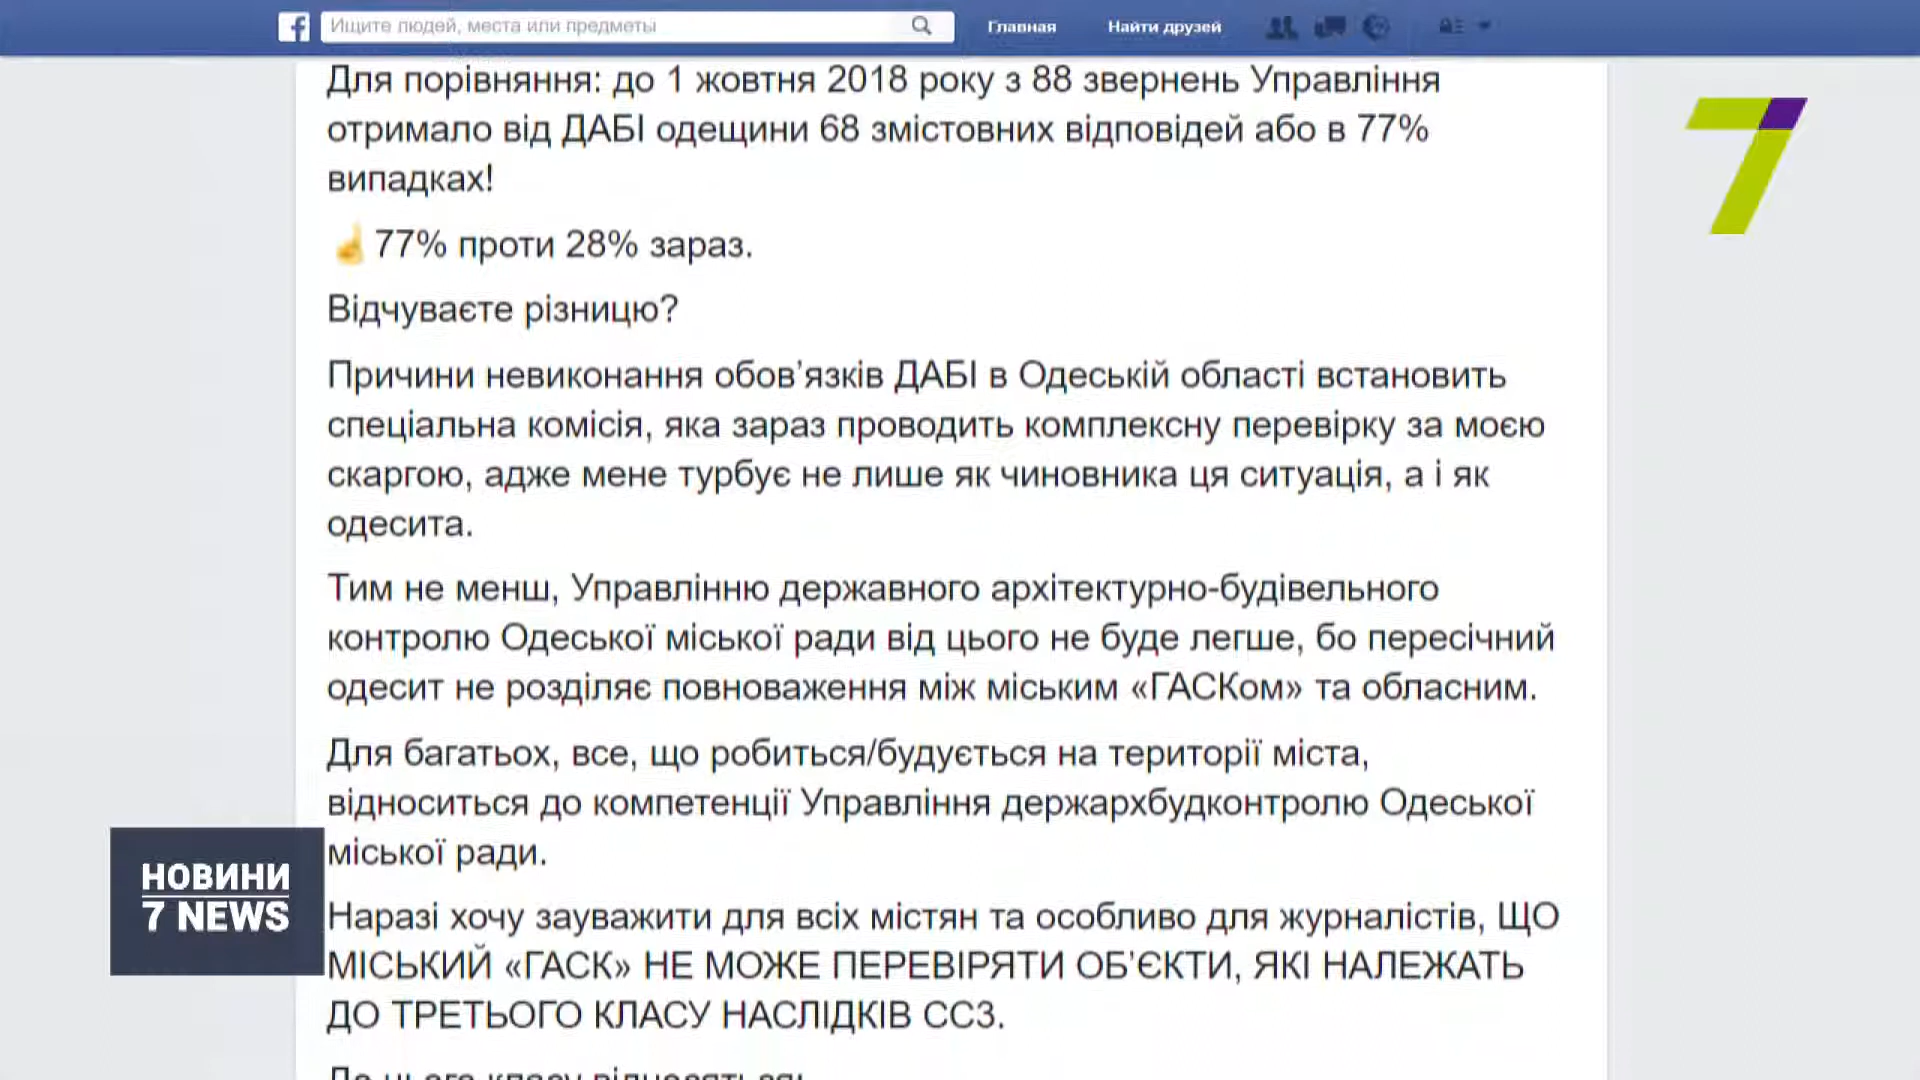 Ищите людей, места или предметы
Главная
Найти друзей
Для порівняння: до 1 жовтня 2018 року з 88 звернень Управління
отримало від ДАБІ одещини 68 змістовних відповідей або в 77%
випадках!
☝77% проти 28% зараз.
Відчуваєте різницю?
Причини невиконання обов’язків ДАБІ в Одеській області встановить
спеціальна комісія, яка зараз проводить комплексну перевірку за моєю
скаргою, адже мене турбує не лише як чиновника ця ситуація, а і як
одесита.
Тим не менш, Управлінню державного архітектурно-будівельного
контролю Одеської міської ради від цього не буде легше, бо пересічний
одесит не розділяє повноваження між міським «ГАСКом» та обласним.
Для багатьох, все, що робиться/будується на території міста,
відноситься до компетенції Управління держархбудконтролю Одеської
міської ради.
Наразі хочу зауважити для всіх містян та особливо для журналістів, ЩО
МІСЬКИЙ «ГАСК» НЕ МОЖЕ ПЕРЕВІРЯТИ ОБ’ЄКТИ, ЯКІ НАЛЕЖАТЬ
ДО ТРЕТЬОГО КЛАСУ НАСЛІДКІВ СС3.
До цього класу відносяться:
7
НОВИНИ
7 NEWS